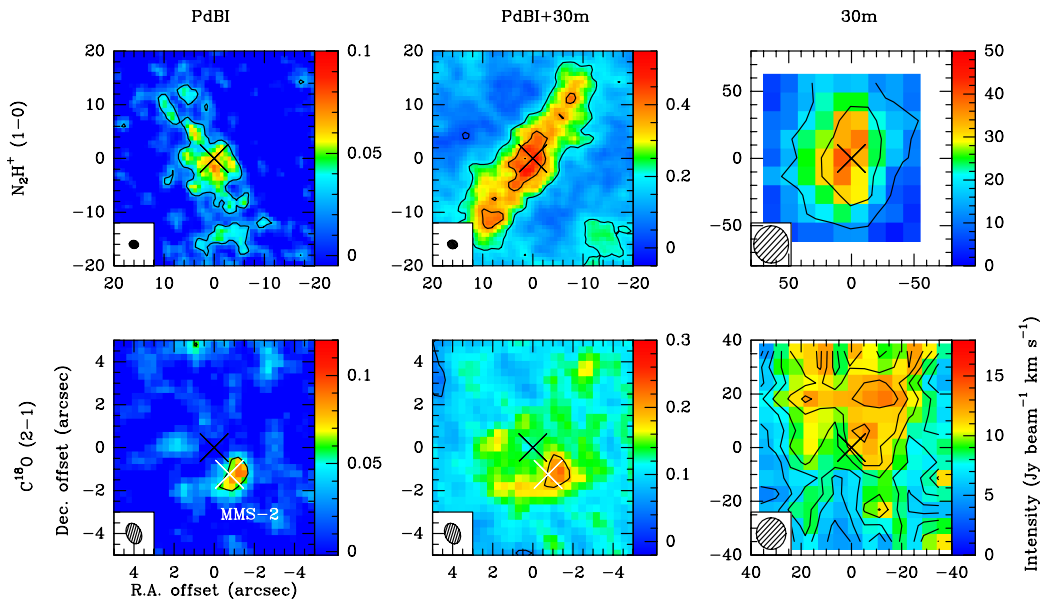 PdBI PdBI+30m 30m
N₂H⁺ (1−0)
20 10 0 −10 −20
20 10 0 −10 −20
0.1 0.05 0
20 10 0 −10 −20
20 10 0 −10 −20
0.4 0.2 0
50 0 −50
50 0 −50
50 40 30 20 10 0
C¹⁸O (2−1)
Dec. offset (arcsec)
4 2 0 −2 −4
4 2 0 −2 −4
R.A. offset (arcsec)
MMS−2
0.1 0.05 0
4 2 0 −2 −4
4 2 0 −2 −4
0.3 0.2 0.1 0
40 20 0 −20 −40
40 20 0 −20 −40
15 10 5 0
Intensity (Jy beam⁻¹ km s⁻¹)